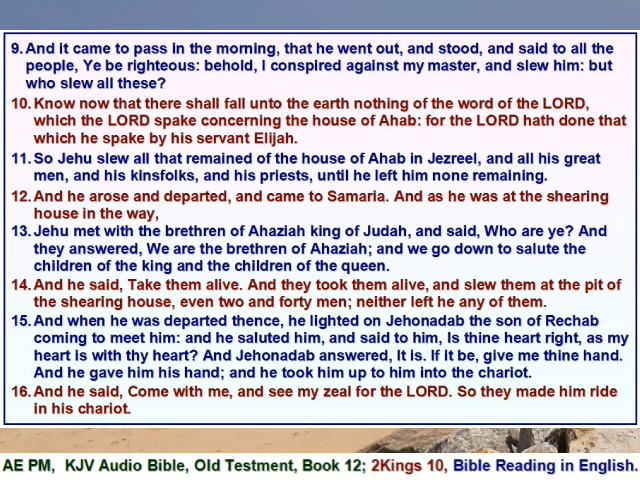 9. And it came to pass in the morning, that he went out, and stood, and said to all the
people, Ye be righteous: behold, I conspired against my master, and slew him: but
who slew all these?
10. Know now that there shall fall unto the earth nothing of the word of the LORD,
which the LORD spake concerning the house of Ahab: for the LORD hath done that
which he spake by his servant Elijah.
11. So Jehu slew all that remained of the house of Ahab in Jezreel, and all his great
men, and his kinsfolks, and his priests, until he left him none remaining.
12. And he arose and departed, and came to Samaria. And as he was at the shearing
house in the way,
13. Jehu met with the brethren of Ahaziah king of Judah, and said, Who are ye? And
they answered, We are the brethren of Ahaziah; and we go down to salute the
children of the king and the children of the queen.
14. And he said, Take them alive. And they took them alive, and slew them at the pit of
the shearing house, even two and forty men; neither left he any of them.
15. And when he was departed thence, he lighted on Jehonadab the son of Rechab
coming to meet him: and he saluted him, and said to him, Is thine heart right, as my
heart is with thy heart? And Jehonadab answered, It is. If it be, give me thine hand.
And he gave him his hand; and he took him up to him into the chariot.
16. And he said, Come with me, and see my zeal for the LORD. So they made him ride
in his chariot.
AE PM, KJV Audio Bible, Old Testment, Book 12; 2Kings 10, Bible Reading in English.